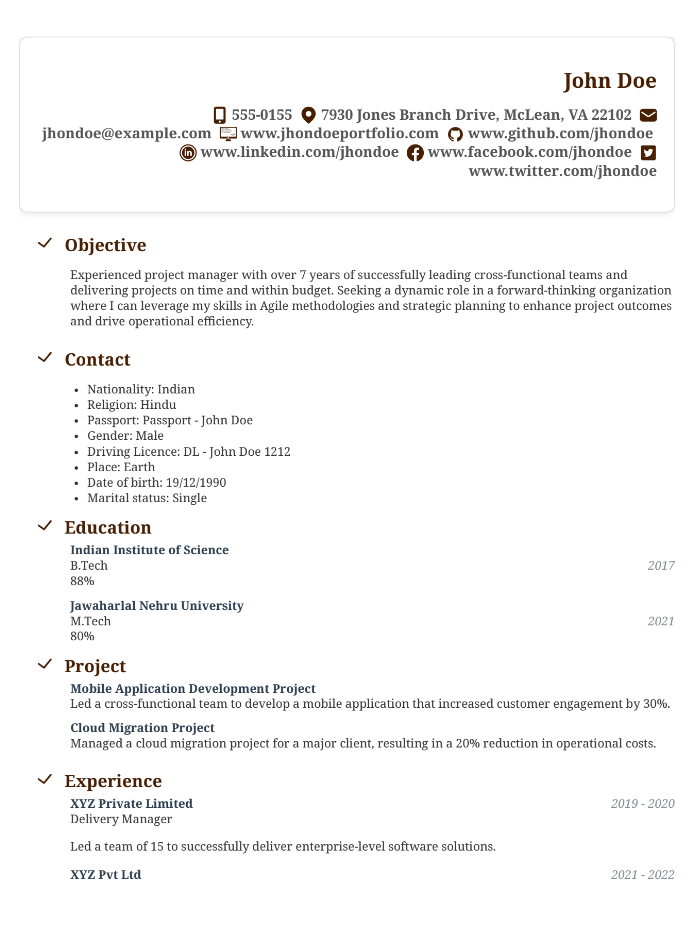 John Doe
555-0155 7930 Jones Branch Drive, McLean, VA 22102
jhondoe@example.com www.jhondoeportfolio.com www.github.com/jhondoe
www.linkedin.com/jhondoe www.facebook.com/jhondoe
www.twitter.com/jhondoe
Objective
Experienced project manager with over 7 years of successfully leading cross-functional teams and
delivering projects on time and within budget. Seeking a dynamic role in a forward-thinking organization
where I can leverage my skills in Agile methodologies and strategic planning to enhance project outcomes
and drive operational efficiency.
Contact
• Nationality: Indian
• Religion: Hindu
• Passport: Passport - John Doe
• Gender: Male
• Driving Licence: DL - John Doe 1212
• Place: Earth
• Date of birth: 19/12/1990
• Marital status: Single
Education
Indian Institute of Science
B.Tech 2017
88%
Jawaharlal Nehru University
M.Tech 2021
80%
Project
Mobile Application Development Project
Led a cross-functional team to develop a mobile application that increased customer engagement by 30%.
Cloud Migration Project
Managed a cloud migration project for a major client, resulting in a 20% reduction in operational costs.
Experience
XYZ Private Limited 2019 - 2020
Delivery Manager
Led a team of 15 to successfully deliver enterprise-level software solutions.
XYZ Pvt Ltd 2021 - 2022